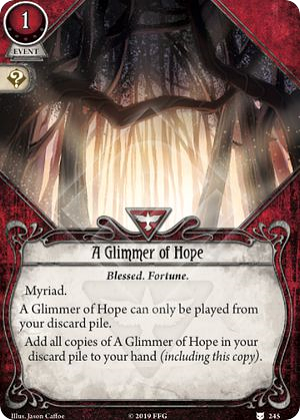 1
EVENT
?
A Glimmer of Hope
Blessed. Fortune.
Myriad.
A Glimmer of Hope can only be played from
your discard pile.
Add all copies of A Glimmer of Hope in your
discard pile to your hand (including this copy).
Illus. Jason Caffoe
© 2019 FFG
245